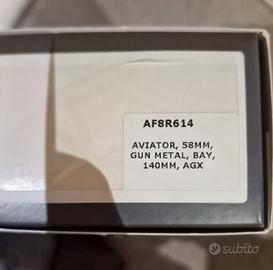 AF8R614
AVIATOR, 58MM,
GUN METAL, BAY,
140MM, AGX
subito